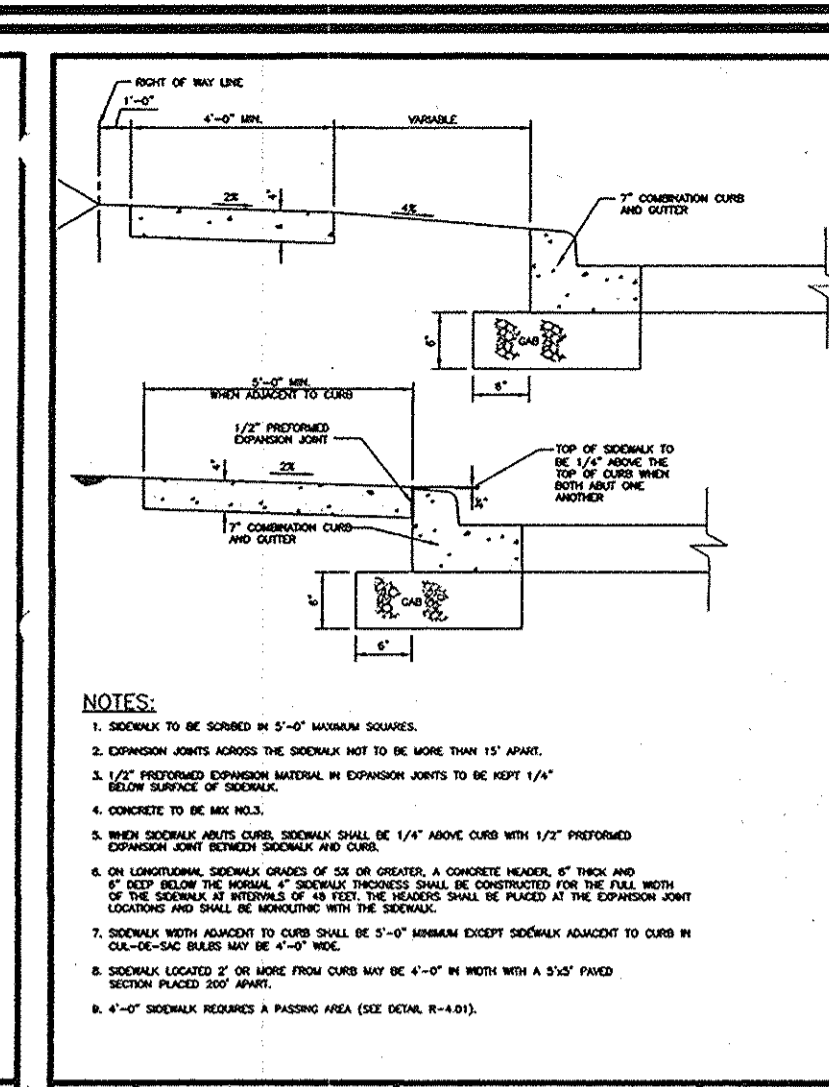 RIGHT OF WAY LINE
1'-0"
4'-0" MIN.
VARIABLE
2%
4"
4%
7" COMBINATION CURB
AND GUTTER
6"
GAB
6"
5'-0" MIN.
WHEN ADJACENT TO CURB
1/2" PREFORMED
EXPANSION JOINT
4"
2%
TOP OF SIDEWALK TO
BE 1/4" ABOVE THE
TOP OF CURB WHEN
BOTH ABUT ONE
ANOTHER
1/4"
7" COMBINATION CURB
AND GUTTER
6"
GAB
6"
NOTES:
1. SIDEWALK TO BE SCRIBED IN 5'-0" MAXIMUM SQUARES.
2. EXPANSION JOINTS ACROSS THE SIDEWALK NOT TO BE MORE THAN 15' APART.
3. 1/2" PREFORMED EXPANSION MATERIAL IN EXPANSION JOINTS TO BE KEPT 1/4"
BELOW SURFACE OF SIDEWALK.
4. CONCRETE TO BE MIX NO.3.
5. WHEN SIDEWALK ABUTS CURB, SIDEWALK SHALL BE 1/4" ABOVE CURB WITH 1/2" PREFORMED
EXPANSION JOINT BETWEEN SIDEWALK AND CURB.
6. ON LONGITUDINAL SIDEWALK GRADES OF 5% OR GREATER, A CONCRETE HEADER, 6" THICK AND
6" DEEP BELOW THE NORMAL 4" SIDEWALK THICKNESS SHALL BE CONSTRUCTED FOR THE FULL WIDTH
OF THE SIDEWALK AT INTERVALS OF FEET. THE HEADERS SHALL BE PLACED AT THE EXPANSION JOINT
LOCATIONS AND SHALL BE MONOLITHIC WITH THE SIDEWALK.
7. SIDEWALK WIDTH ADJACENT TO CURB SHALL BE 5'-0" MINIMUM EXCEPT SIDEWALK ADJACENT TO CURB IN
CUL-DE-SAC BULBS MAY BE 4'-0" WIDE.
8. SIDEWALK LOCATED 2' OR MORE FROM CURB MAY BE 4'-0" IN WIDTH WITH A 5'x5' PAVED
SECTION PLACED 200' APART.
9. 4'-0" SIDEWALK REQUIRES A PASSING AREA (SEE DETAIL R-4.01).